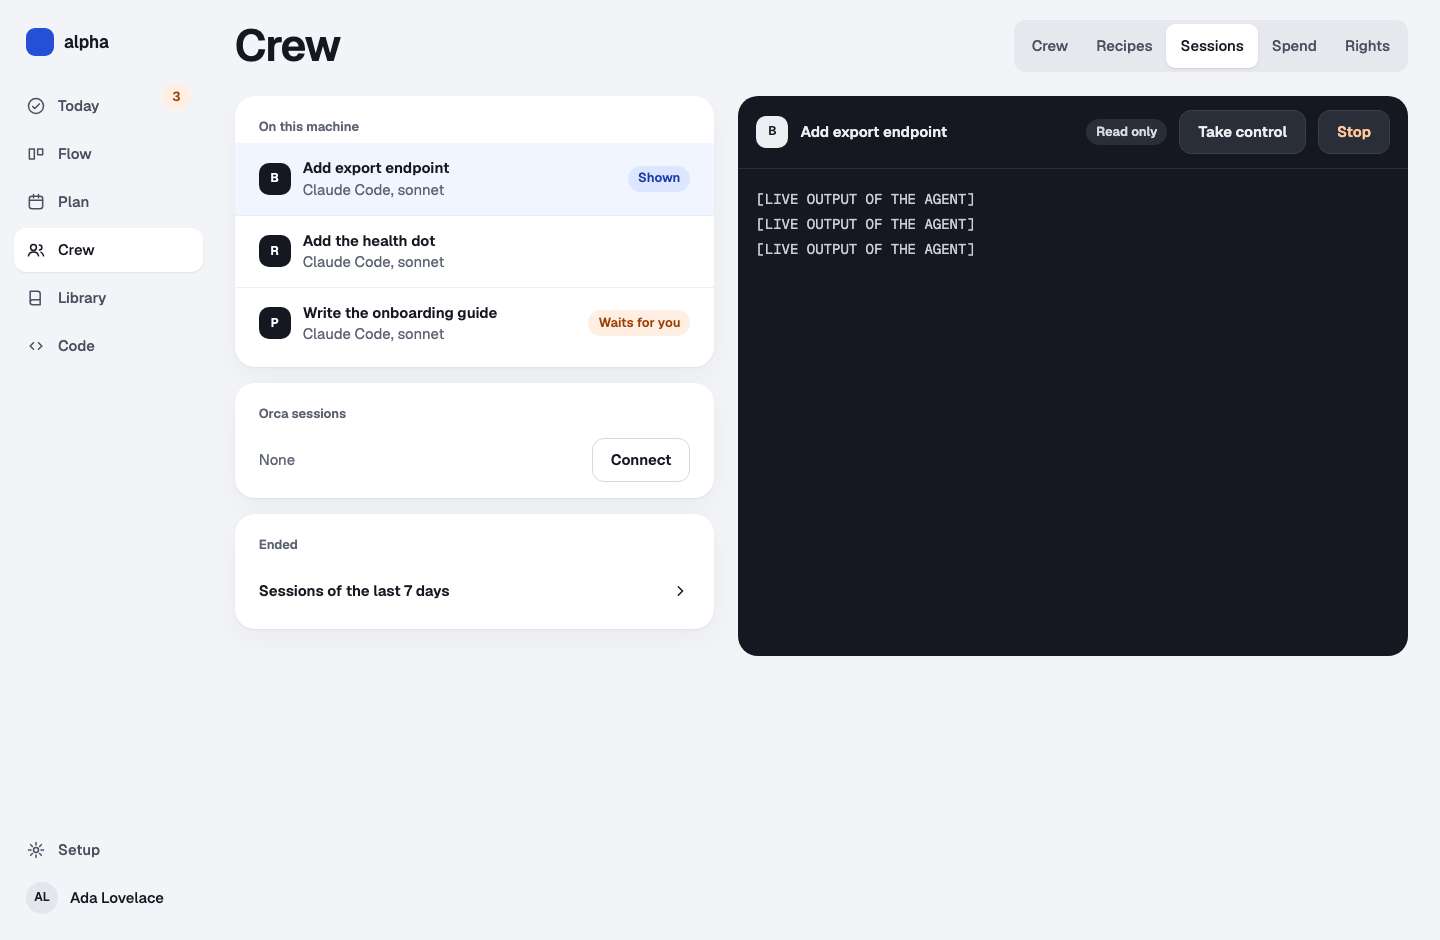 alpha
Today
3
Flow
Plan
Crew
Library
Code
Setup
AL
Ada Lovelace
Crew
Crew
Recipes
Sessions
Spend
Rights
On this machine
B
Add export endpoint
Claude Code, sonnet
Shown
R
Add the health dot
Claude Code, sonnet
P
Write the onboarding guide
Claude Code, sonnet
Waits for you
Orca sessions
None
Connect
Ended
Sessions of the last 7 days
B
Add export endpoint
Read only
Take control
Stop
[LIVE OUTPUT OF THE AGENT]
[LIVE OUTPUT OF THE AGENT]
[LIVE OUTPUT OF THE AGENT]